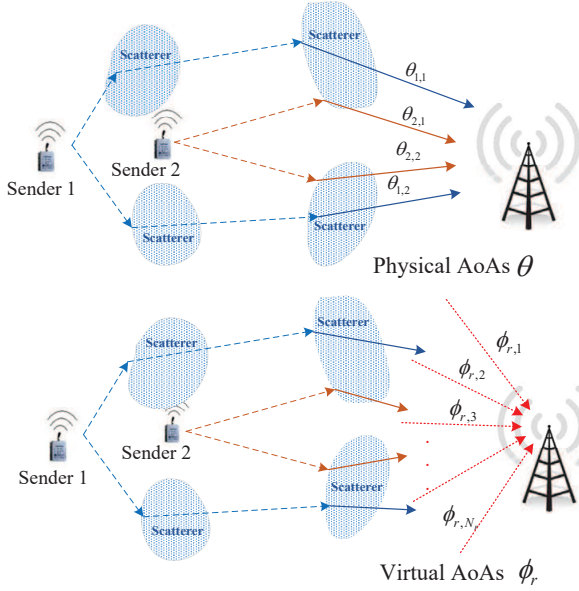 Scatterer
Scatterer
θ1,1
θ2,1
θ2,2
θ1,2
Sender 1
Sender 2
Scatterer
Scatterer
Physical AoAs θ
Scatterer
Scatterer
ϕr,1
ϕr,2
ϕr,3
Sender 1
Sender 2
Scatterer
Scatterer
ϕr,Nr
Virtual AoAs ϕr